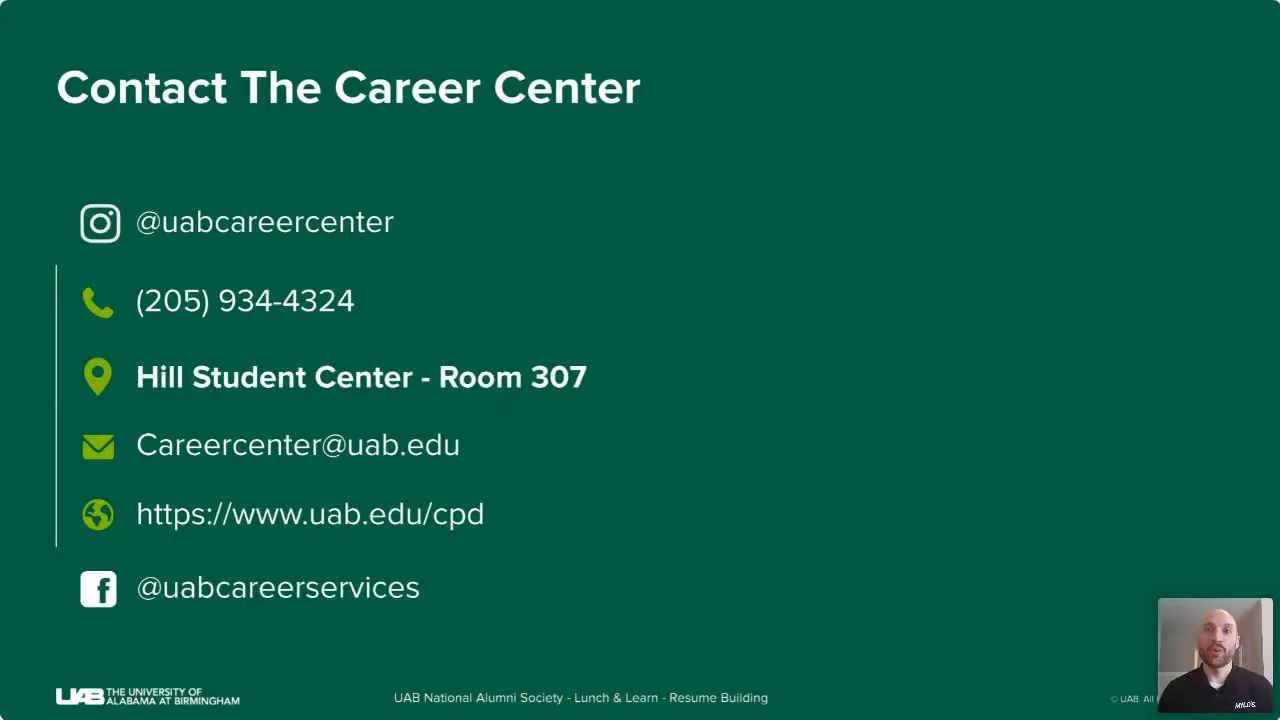 Contact The Career Center
@uabcareercenter
(205) 934-4324
Hill Student Center - Room 307
Careercenter@uab.edu
https://www.uab.edu/cpd
@uabcareerservices
UAB THE UNIVERSITY OF
ALABAMA AT BIRMINGHAM
UAB National Alumni Society - Lunch & Learn - Resume Building
© UAB. All
MILO'S